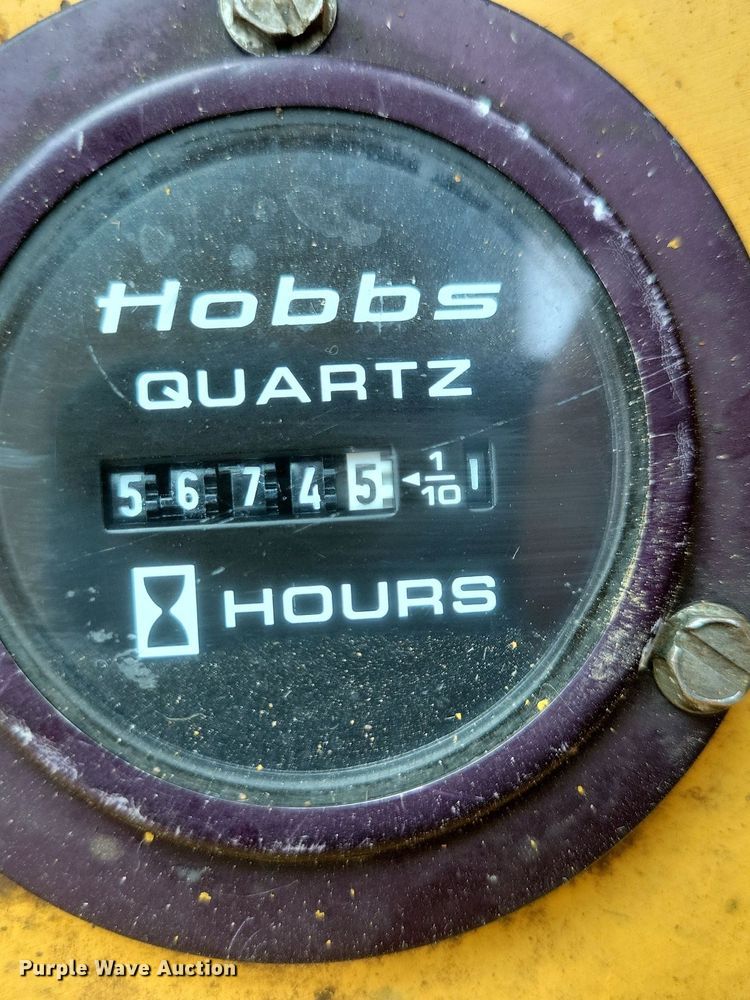 Hobbs
QUARTZ
5 6 7 4 5 ◄ 1/10
HOURS
Purple Wave Auction